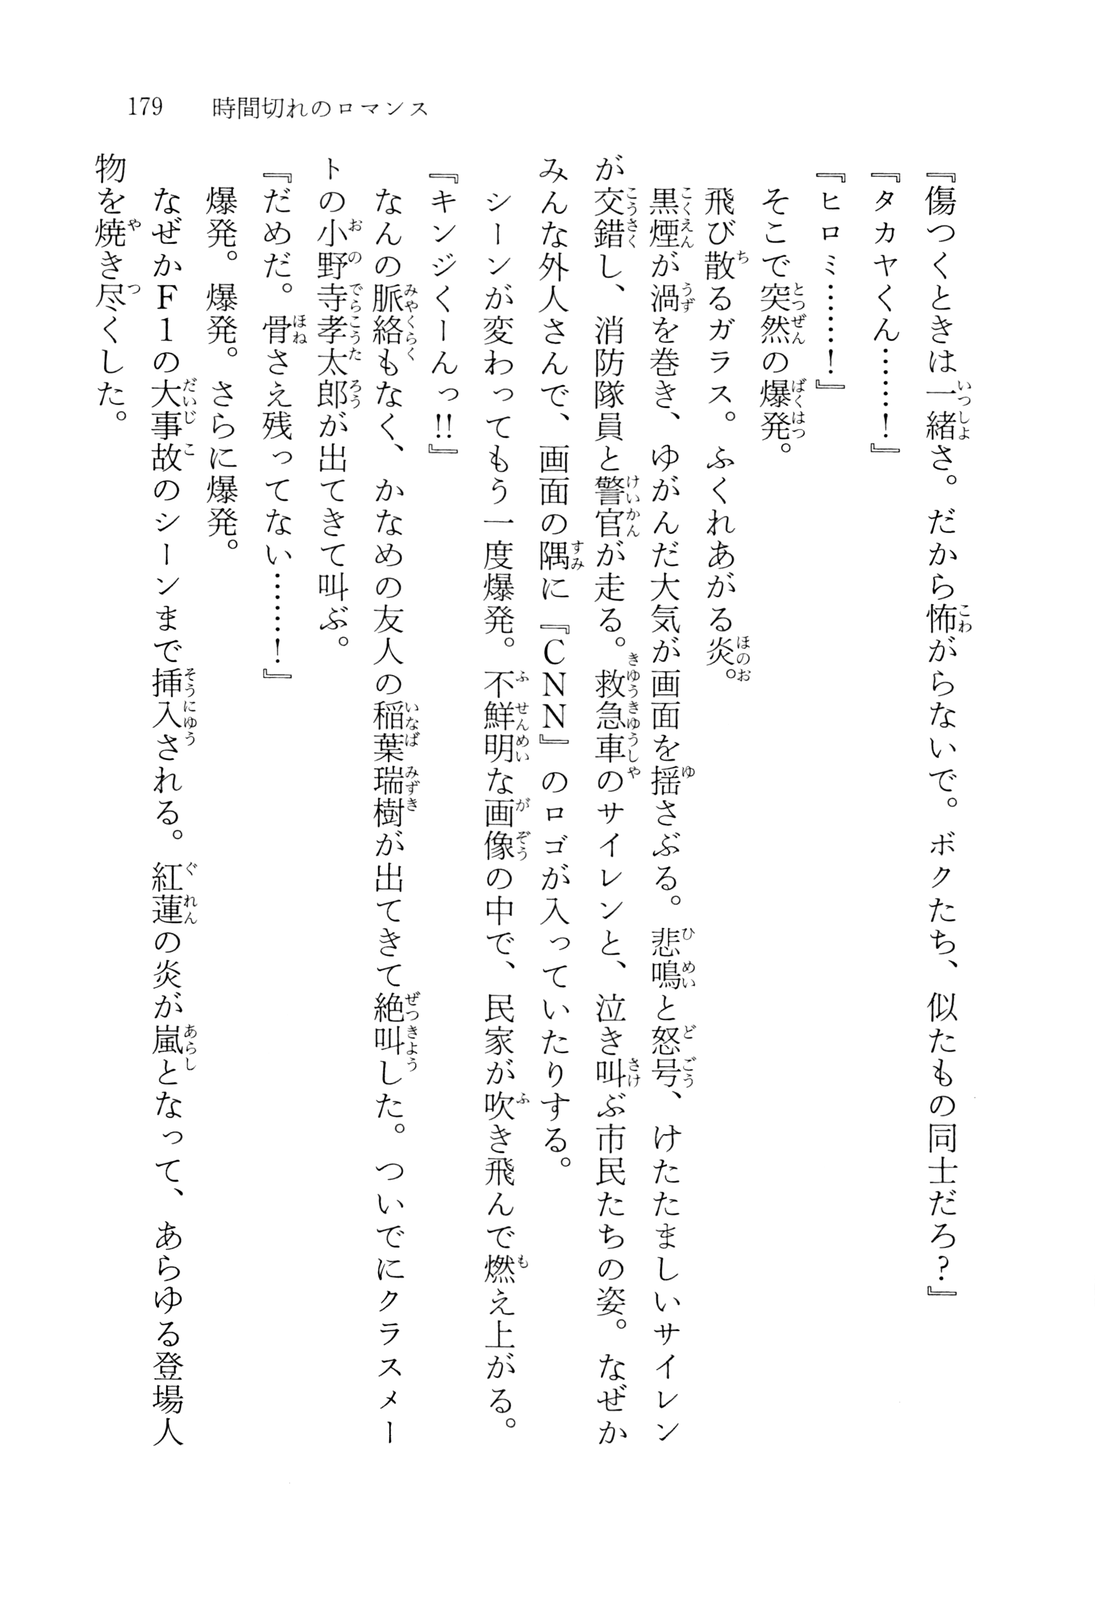 179　時間切れのロマンス
『傷つくときは一緒さ。だから怖がらないで。ボクたち、似たもの同士だろ？』
『タカヤくん……！』
『ヒロミ……！』
そこで突然の爆発。
飛び散るガラス。ふくれあがる炎。
黒煙が渦を巻き、ゆがんだ大気が画面を揺さぶる。悲鳴と怒号、けたたましいサイレン
が交錯し、消防隊員と警官が走る。救急車のサイレンと、泣き叫ぶ市民たちの姿。なぜか
みんな外人さんで、画面の隅に『CNN』のロゴが入っていたりする。
シーンが変わってもう一度爆発。不鮮明な画像の中で、民家が吹き飛んで燃え上がる。
『キンジくーんっ!!』
なんの脈絡もなく、かなめの友人の稲葉瑞樹が出てきて絶叫した。ついでにクラスメー
トの小野寺孝太郎が出てきて叫ぶ。
『だめだ。骨さえ残ってない……！』
爆発。爆発。さらに爆発。
なぜかF1の大事故のシーンまで挿入される。紅蓮の炎が嵐となって、あらゆる登場人
物を焼き尽くした。